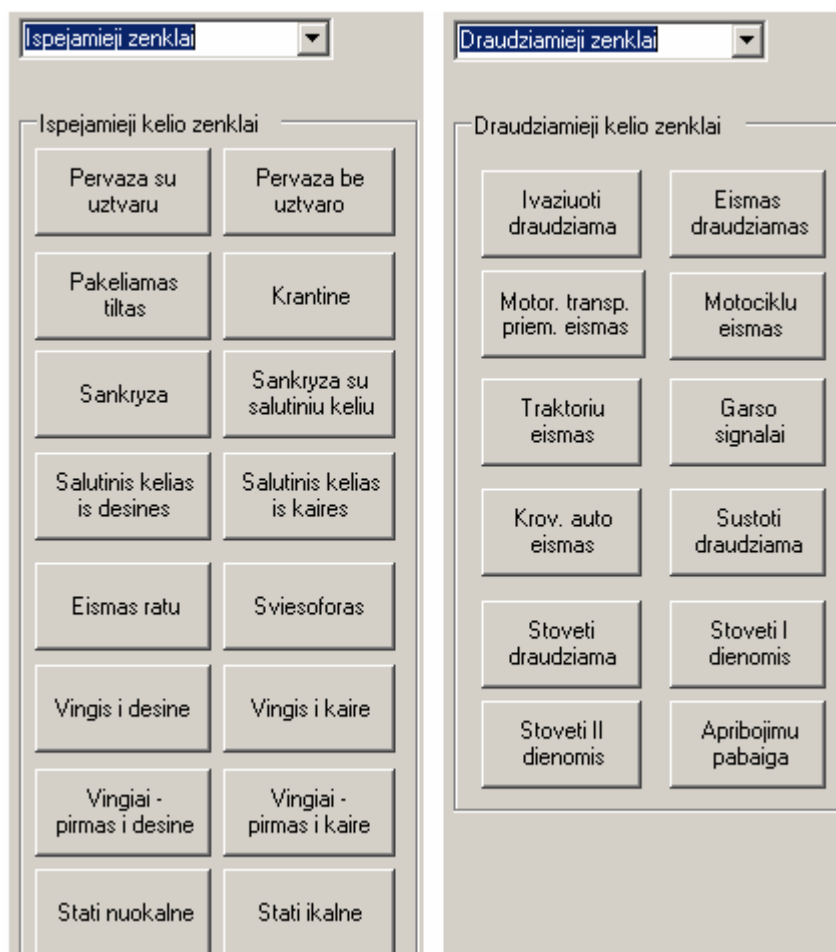 Ispejamieji zenklai
Ispejamieji kelio zenklai
Pervaza su
uztvaru
Pervaza be
uztvaro
Pakeliamas
tiltas
Krantine
Sankryza
Sankryza su
salutiniu keliu
Salutinis kelias
is desines
Salutinis kelias
is kaires
Eismas ratu
Sviesoforas
Vingis i desine
Vingis i kaire
Vingiai -
pirmas i desine
Vingiai -
pirmas i kaire
Stati nuokalne
Stati ikalne
Draudziamieji zenklai
Draudziamieji kelio zenklai
Ivaziuoti
draudziama
Eismas
draudziamas
Motor. transp.
priem. eismas
Motociklu
eismas
Traktoriu
eismas
Garso
signalai
Krov. auto
eismas
Sustoti
draudziama
Stoveti
draudziama
Stoveti I
dienomis
Stoveti II
dienomis
Apribojimu
pabaiga